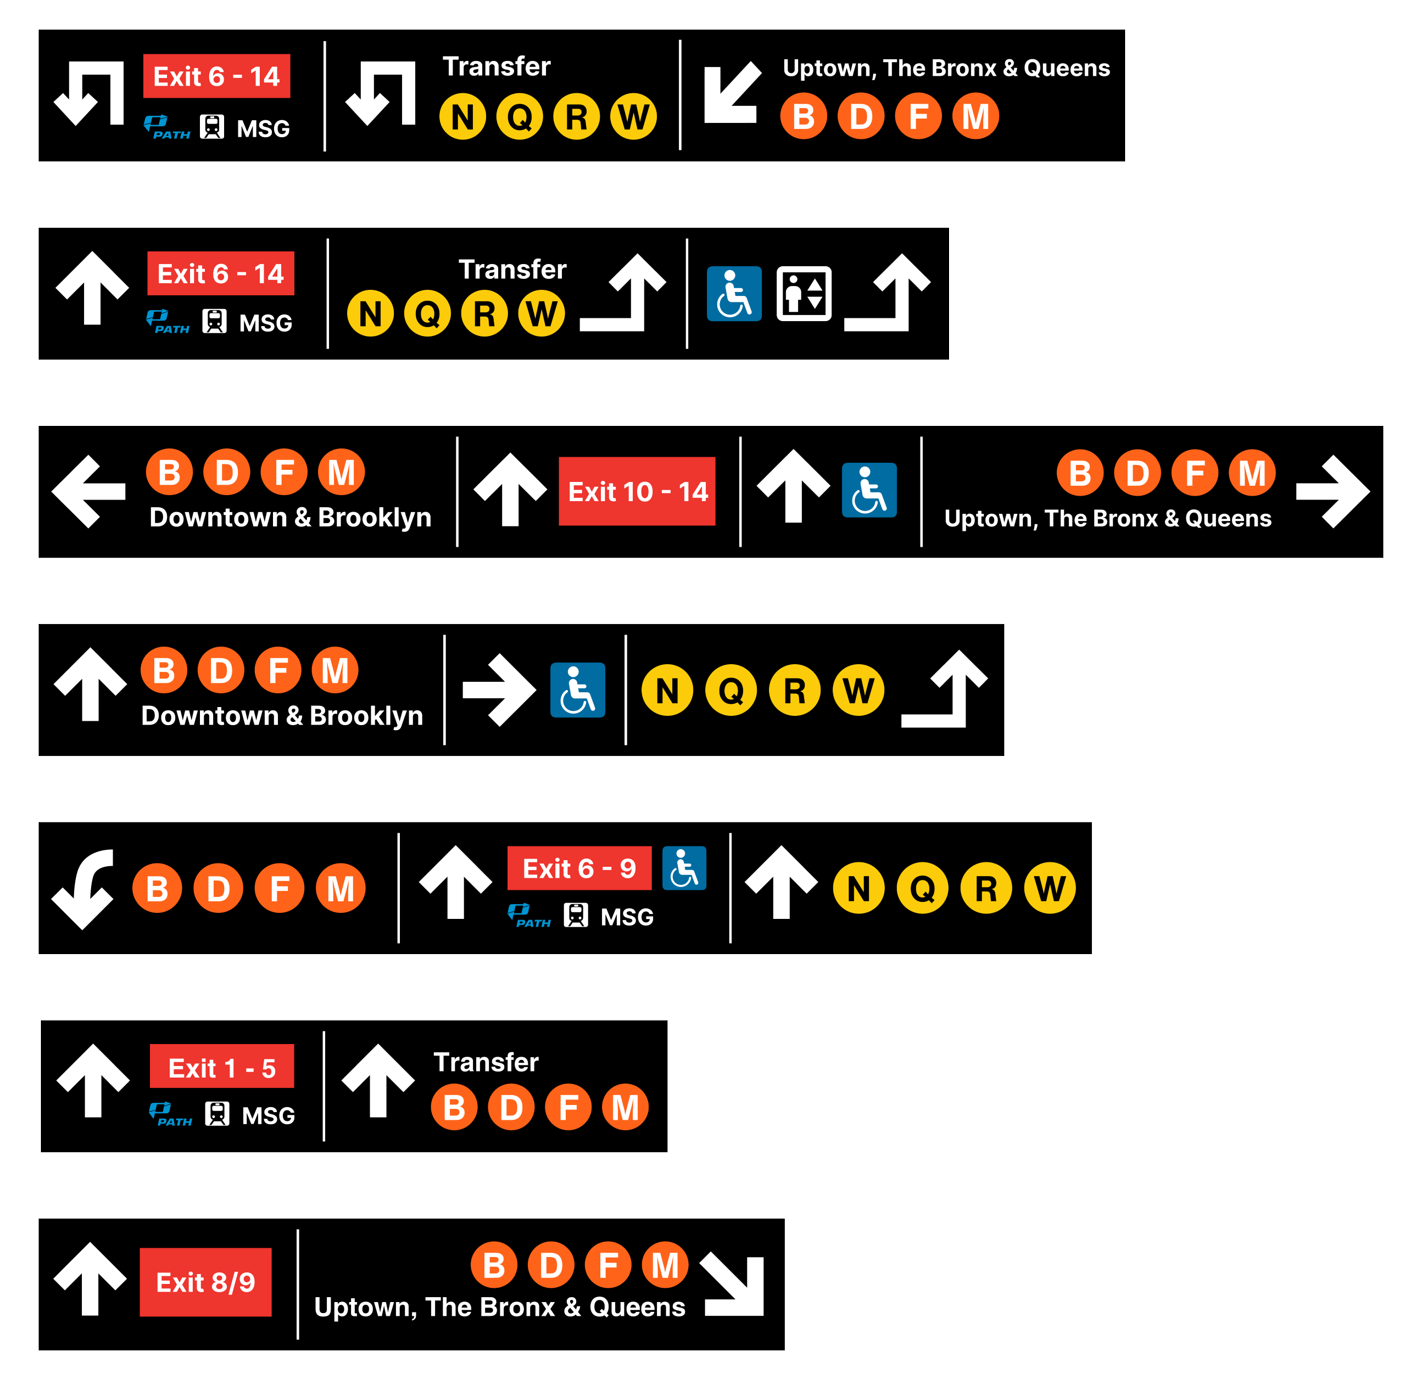 Exit 6 - 14
PATH MSG
Transfer
N Q R W
Uptown, The Bronx & Queens
B D F M
Exit 6 - 14
PATH MSG
Transfer
N Q R W
B D F M
Downtown & Brooklyn
Exit 10 - 14
B D F M
Uptown, The Bronx & Queens
B D F M
Downtown & Brooklyn
N Q R W
B D F M
Exit 6 - 9
PATH MSG
N Q R W
Exit 1 - 5
PATH MSG
Transfer
B D F M
Exit 8/9
B D F M
Uptown, The Bronx & Queens